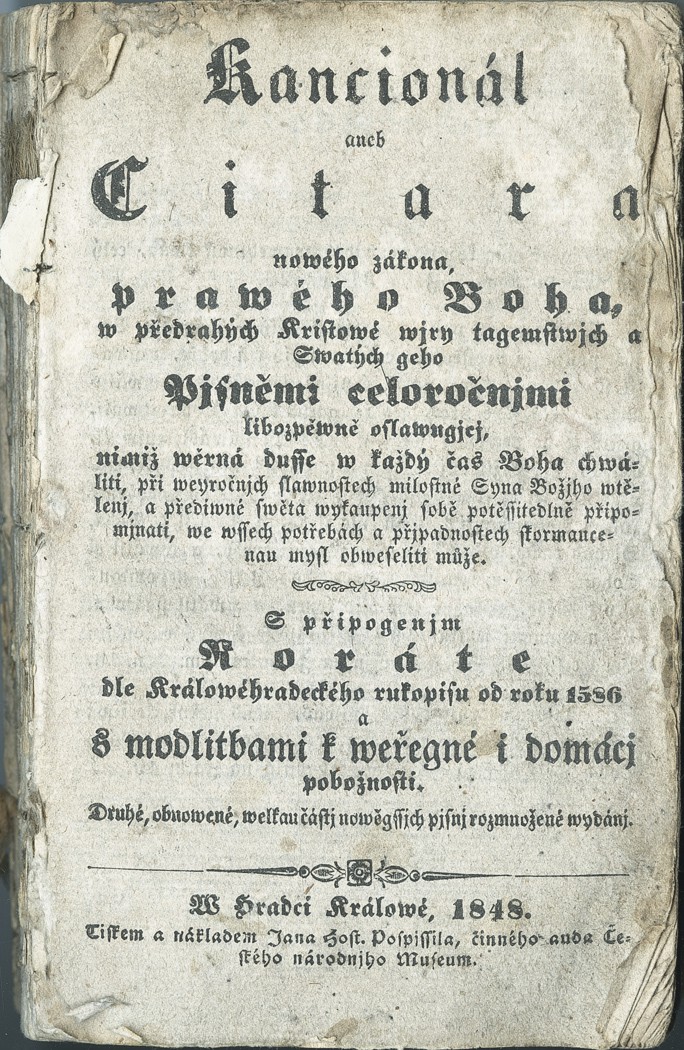 Kancionál
aneb
Citara
nowého zákona,
prawého Boha,
w předrahých Kristowé wjry tagemstwjch a
Swatých geho
Pjsněmi celoročnjmi
libozpěwně oslawugjcj,
nimiž wěrná dusse w každý čas Boha chwá-
liti, při weyročnjch slawnostech milostné Syna Božjho wtě-
lenj, a přediwné swěta wykaupenj sobě potěssitedlně připo-
mjnati, we wssech potřebách a přjpadnostech skormauce-
nau mysl obweseliti může.
S připogenjm
Roráte
dle Králowéhradeckého rukopisu od roku 1586
a
s modlitbami k weřegné i domácj
pobožnosti.
Druhé, obnowené, welkau částj nowěgssjch pjsnj rozmnožené wydánj.
W Hradci Králowé, 1848.
Tiskem a nákladem Jana Host. Pospissila, činného auda Če-
ského národnjho Museum.